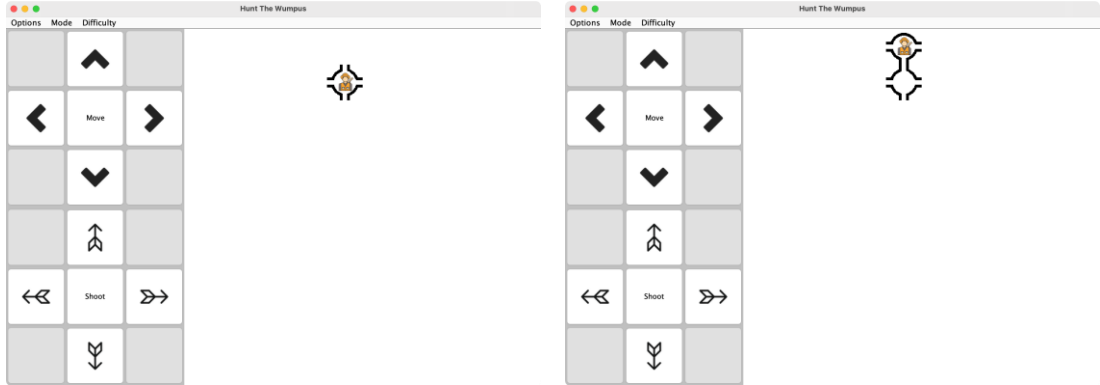 Hunt The Wumpus
Options Mode Difficulty
Move
Shoot
Hunt The Wumpus
Options Mode Difficulty
Move
Shoot